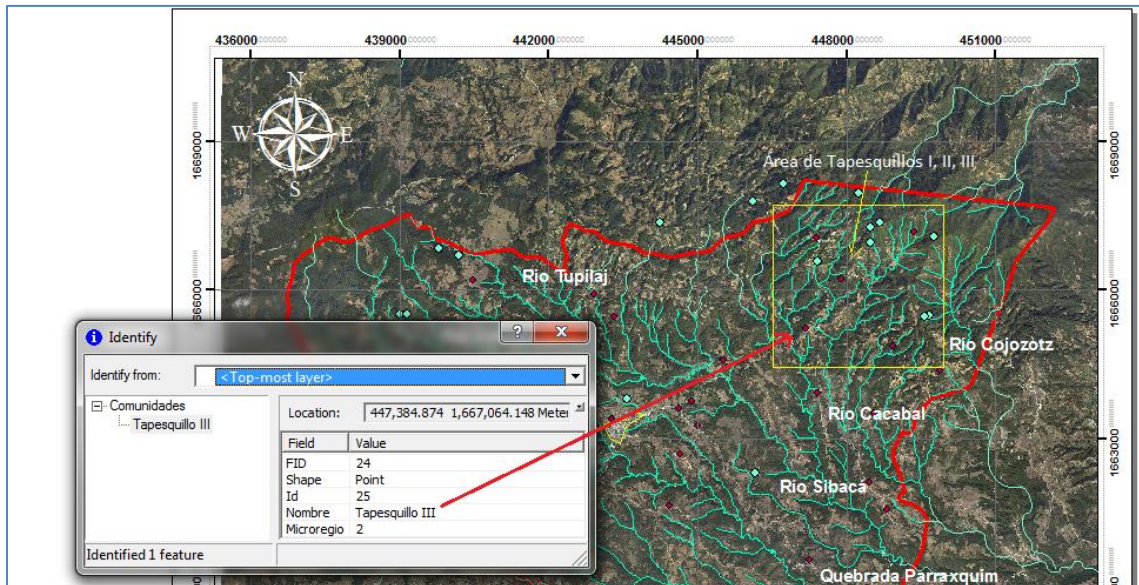 436000 439000 442000 445000 448000 451000
N
W E
S
1669000
1669000
Área de Tapesquillos I, II, III
Rio Tupilaj
1666000
1666000
Rio Cojozotz
Rio Cacabal
1663000
Rio Sibacá
Quebrada Parraxquim
Identify
Identify from: <Top-most layer>
Comunidades
Tapesquillo III
Location: 447,384.874 1,667,064.148 Meter
Field Value
FID 24
Shape Point
Id 25
Nombre Tapesquillo III
Microregio 2
Identified 1 feature